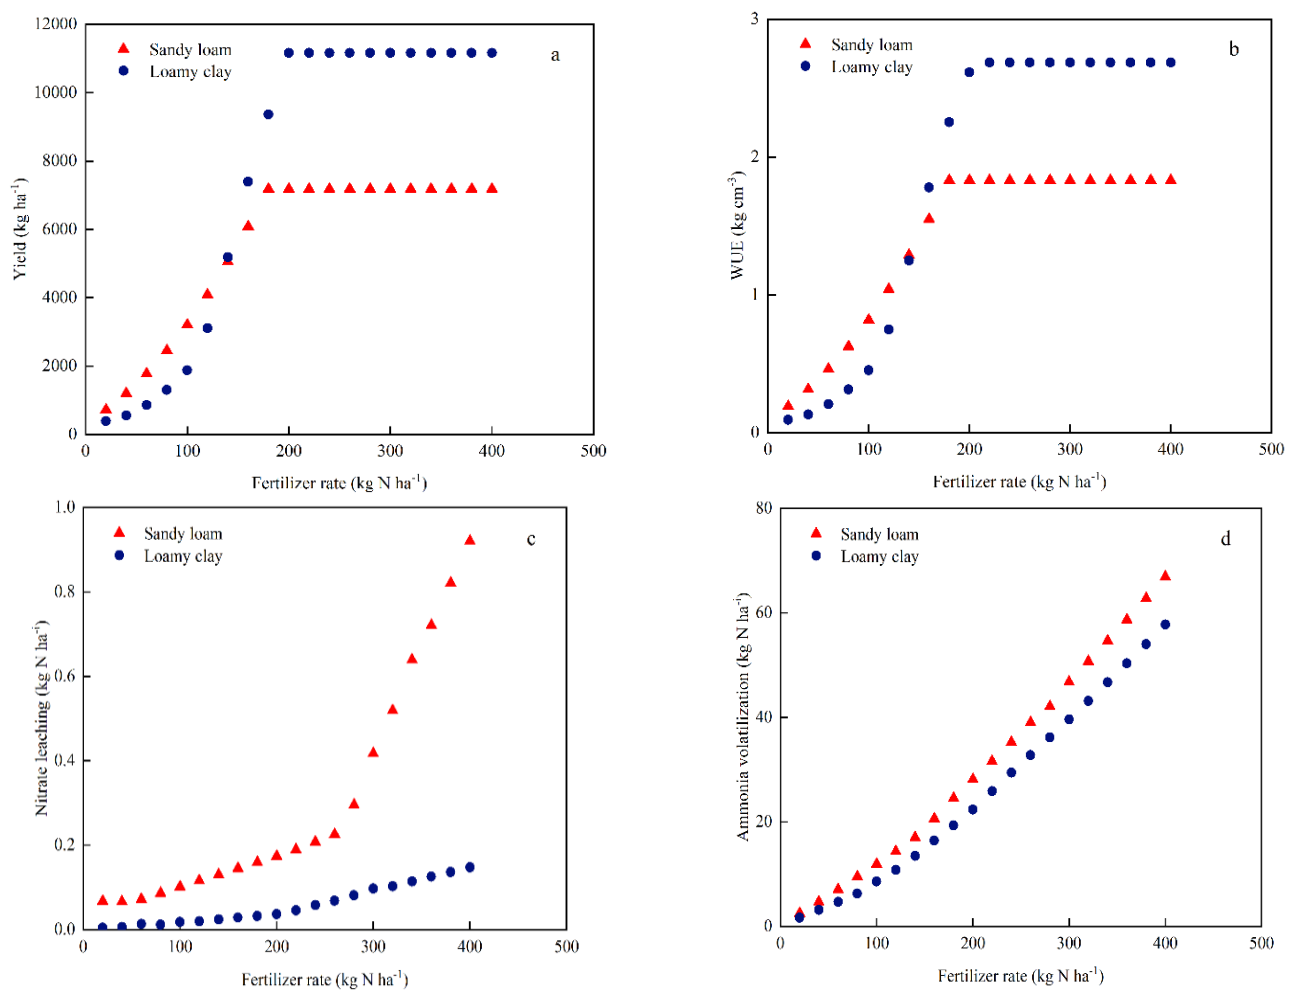 12000
10000
8000
6000
4000
2000
0
Yield (kg ha⁻¹)
Sandy loam
Loamy clay
a
0 100 200 300 400 500
Fertilizer rate (kg N ha⁻¹)
3
2
1
0
WUE (kg cm⁻³)
Sandy loam
Loamy clay
b
0 100 200 300 400 500
Fertilizer rate (kg N ha⁻¹)
1.0
0.8
0.6
0.4
0.2
0.0
Nitrate leaching (kg N ha⁻¹)
Sandy loam
Loamy clay
c
0 100 200 300 400 500
Fertilizer rate (kg N ha⁻¹)
80
60
40
20
0
Ammonia volatilization (kg N ha⁻¹)
Sandy loam
Loamy clay
d
0 100 200 300 400 500
Fertilizer rate (kg N ha⁻¹)